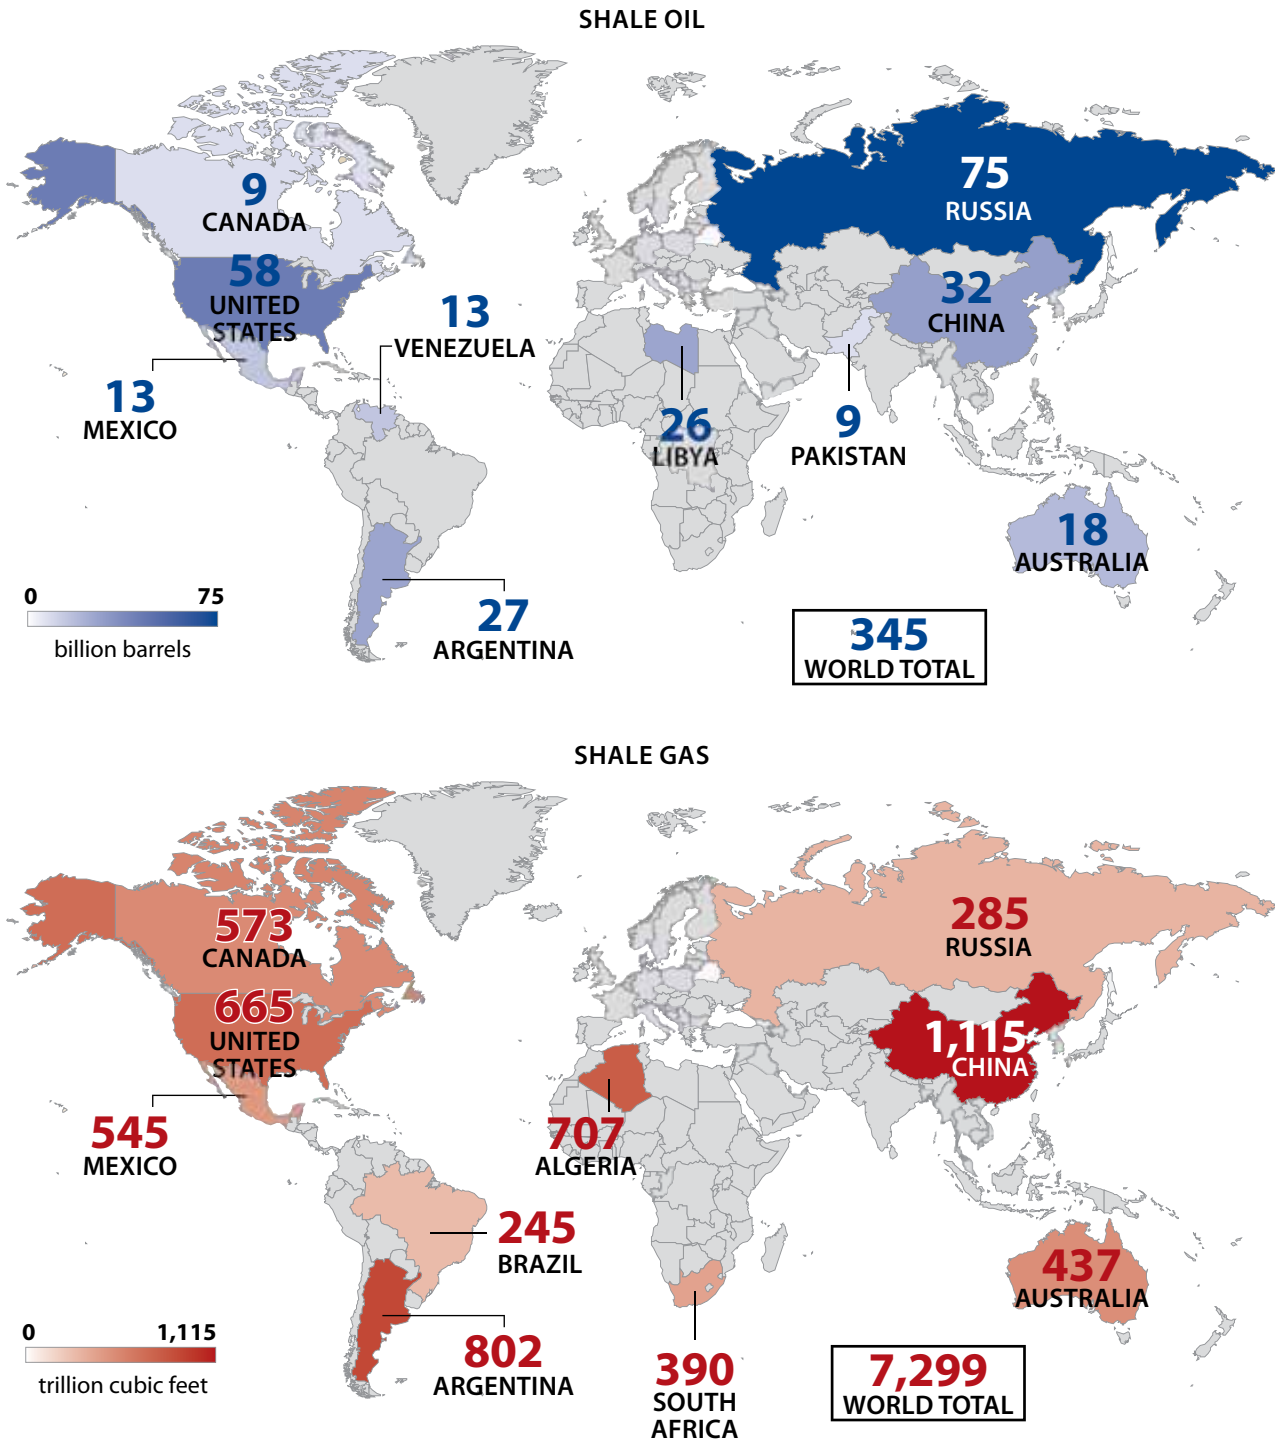 SHALE OIL
75
RUSSIA
9
CANADA
58
UNITED
STATES
32
CHINA
13
VENEZUELA
13
MEXICO
26
LIBYA
9
PAKISTAN
18
AUSTRALIA
27
ARGENTINA
0 75
billion barrels
345
WORLD TOTAL
SHALE GAS
573
CANADA
285
RUSSIA
665
UNITED
STATES
1,115
CHINA
545
MEXICO
707
ALGERIA
245
BRAZIL
437
AUSTRALIA
802
ARGENTINA
390
SOUTH
AFRICA
0 1,115
trillion cubic feet
7,299
WORLD TOTAL